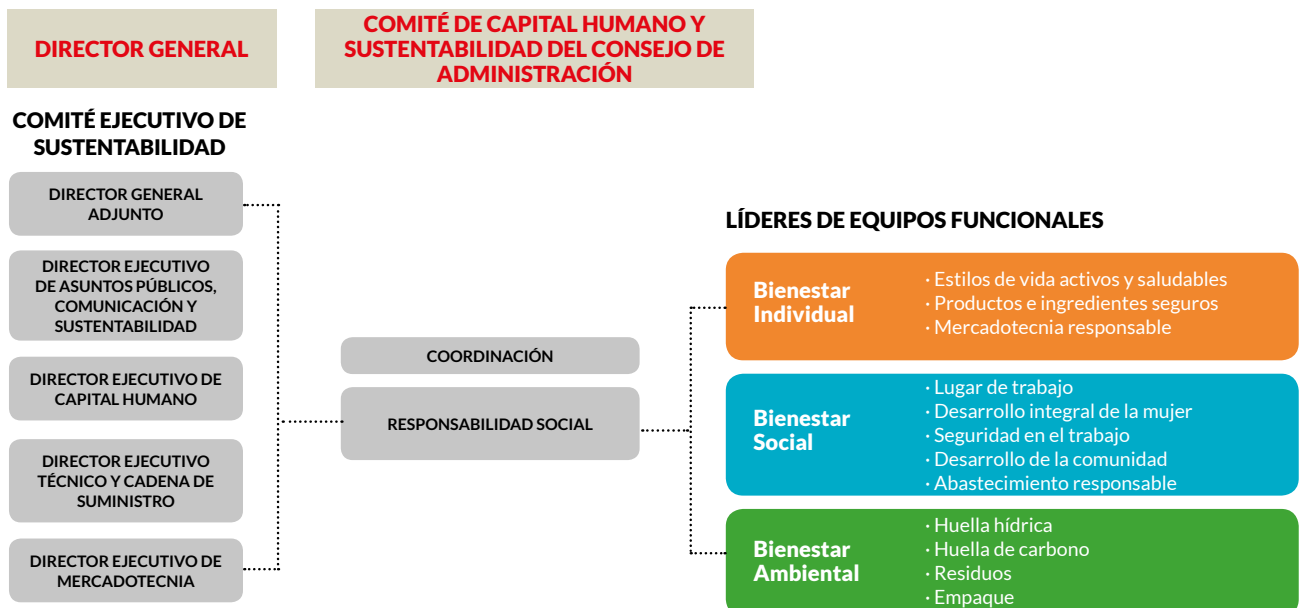 DIRECTOR GENERAL
COMITÉ DE CAPITAL HUMANO Y
SUSTENTABILIDAD DEL CONSEJO DE
ADMINISTRACIÓN
COMITÉ EJECUTIVO DE
SUSTENTABILIDAD
DIRECTOR GENERAL
ADJUNTO
DIRECTOR EJECUTIVO
DE ASUNTOS PÚBLICOS,
COMUNICACIÓN Y
SUSTENTABILIDAD
DIRECTOR EJECUTIVO DE
CAPITAL HUMANO
DIRECTOR EJECUTIVO
TÉCNICO Y CADENA DE
SUMINISTRO
DIRECTOR EJECUTIVO DE
MERCADOTECNIA
COORDINACIÓN
RESPONSABILIDAD SOCIAL
LÍDERES DE EQUIPOS FUNCIONALES
Bienestar
Individual
· Estilos de vida activos y saludables
· Productos e ingredientes seguros
· Mercadotecnia responsable
Bienestar
Social
· Lugar de trabajo
· Desarrollo integral de la mujer
· Seguridad en el trabajo
· Desarrollo de la comunidad
· Abastecimiento responsable
Bienestar
Ambiental
· Huella hídrica
· Huella de carbono
· Residuos
· Empaque